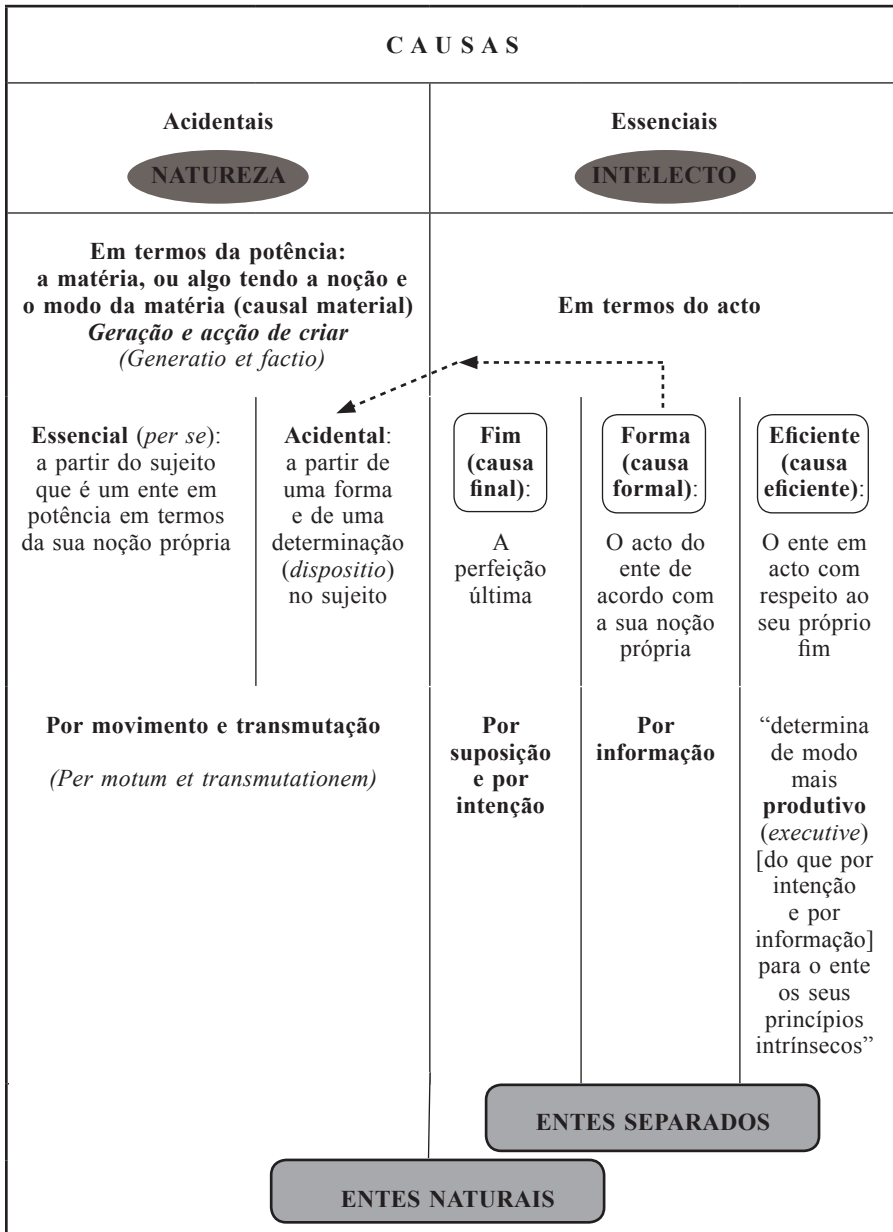 CAUSAS
Acidentais
NATUREZA
Essenciais
INTELECTO
Em termos da potência:
a matéria, ou algo tendo a noção e
o modo da matéria (causal material)
Geração e acção de criar
(Generatio et factio)
Em termos do acto
Essencial (per se):
a partir do sujeito
que é um ente em
potência em termos
da sua noção própria
Acidental:
a partir de
uma forma
e de uma
determinação
(dispositio)
no sujeito
Fim
(causa
final):
A
perfeição
última
Forma
(causa
formal):
O acto do
ente de
acordo com
a sua noção
própria
Eficiente
(causa
eficiente):
O ente em
acto com
respeito ao
seu próprio
fim
Por movimento e transmutação
(Per motum et transmutationem)
Por
suposição
e por
intenção
Por
informação
“determina
de modo
mais
produtivo
(executive)
[do que por
intenção
e por
informação]
para o ente
os seus
princípios
intrínsecos”
ENTES SEPARADOS
ENTES NATURAIS